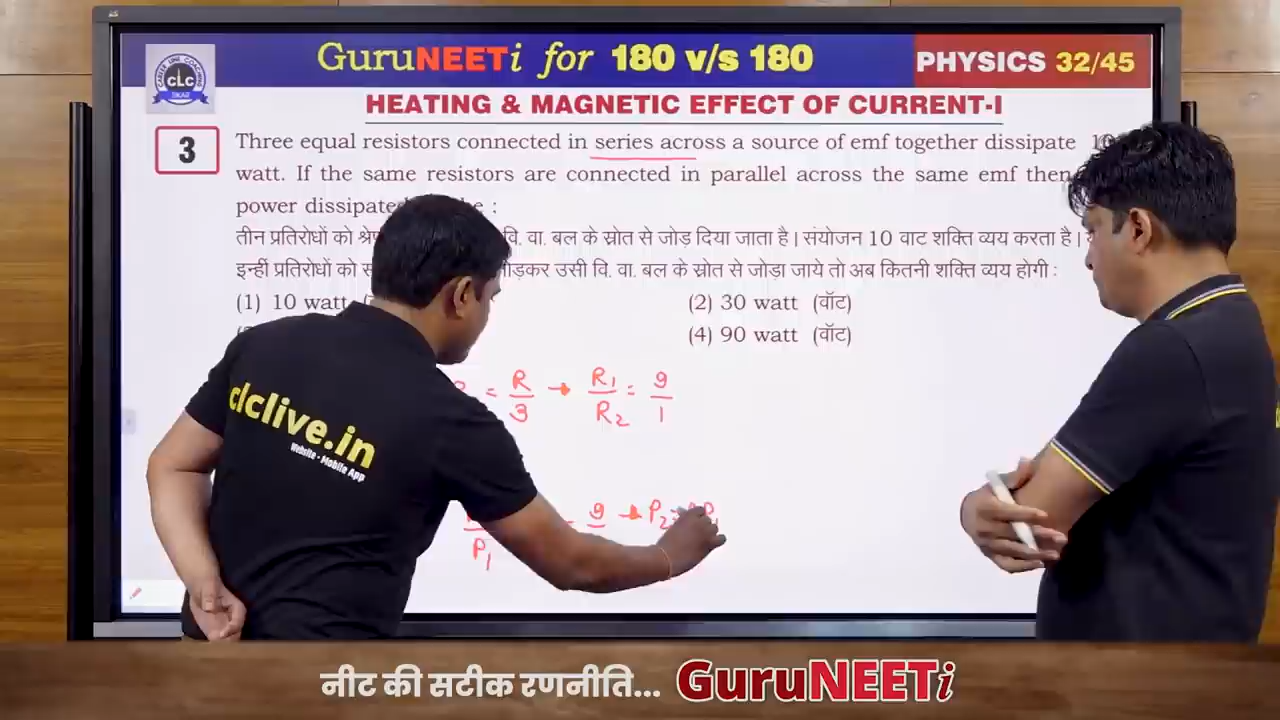 CLC
GuruNEETi for 180 v/s 180
PHYSICS 32/45
HEATING & MAGNETIC EFFECT OF CURRENT-I
3
Three equal resistors connected in series across a source of emf together dissipate 10
watt. If the same resistors are connected in parallel across the same emf then
power dissipated :
तीन प्रतिरोधों को वि. वा. बल के स्रोत से जोड़ दिया जाता है। संयोजन 10 वाट शक्ति व्यय करता है।
इन्हीं प्रतिरोधों को उसी वि. वा. बल के स्रोत से जोड़ा जाये तो अब कितनी शक्ति व्यय होगी :
(1) 10 watt
(2) 30 watt (वॉट)
(4) 90 watt (वॉट)
= R/3 → R1/R2 = 9/1
P1 = 9 → P2
clclive.in
Website - Mobile App
नीट की सटीक रणनीति... GuruNEETi